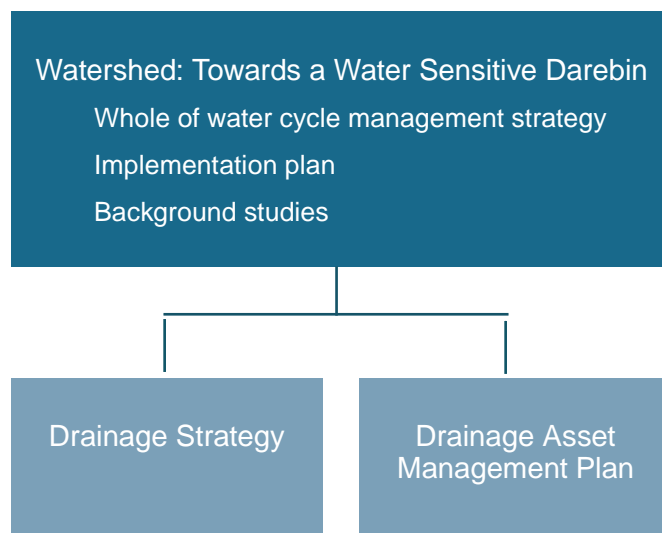 Watershed: Towards a Water Sensitive Darebin
Whole of water cycle management strategy
Implementation plan
Background studies
Drainage Strategy
Drainage Asset
Management Plan